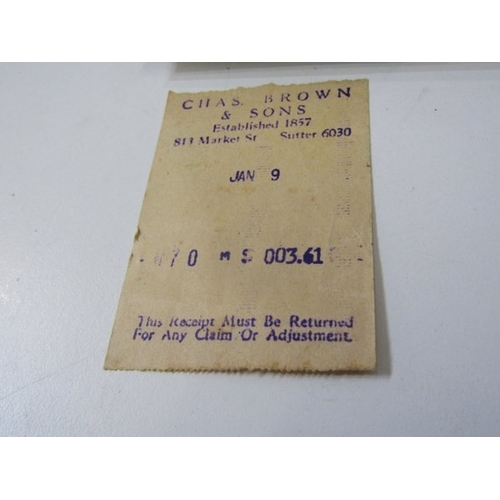 CHAS. BROWN
& SONS
Established 1857
Market St Sutter 6030
JAN 9
70 M S 003.61
This Receipt Must Be Returned
For Any Claim Or Adjustment.